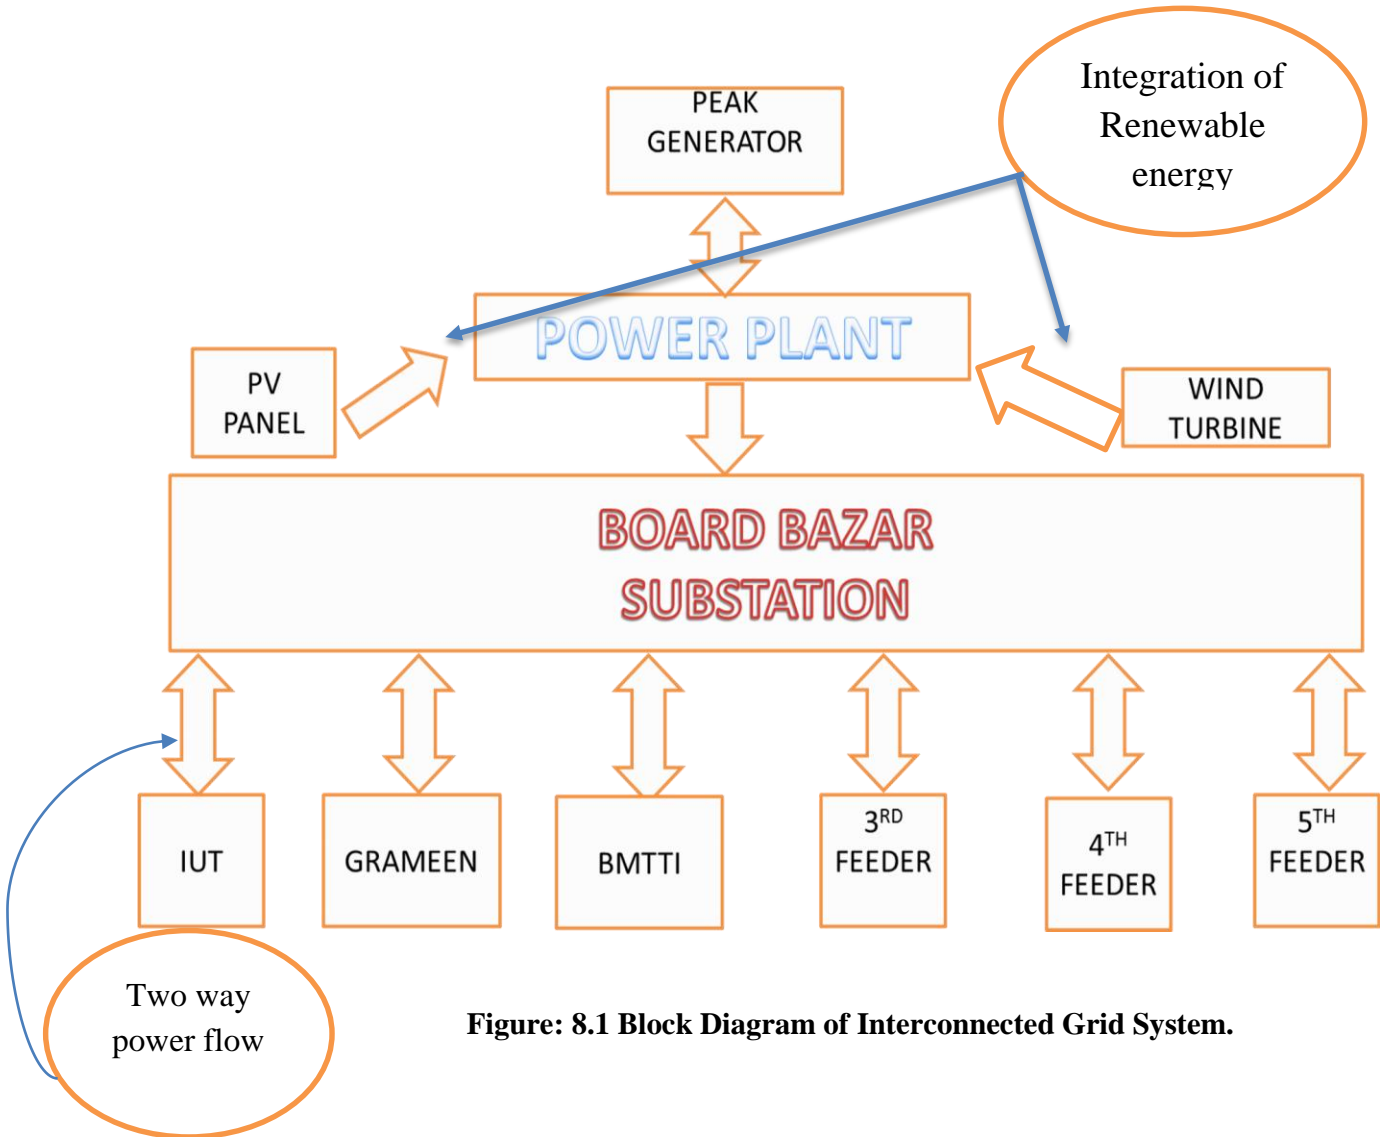 Integration of
Renewable
energy
PEAK
GENERATOR
POWER PLANT
PV
PANEL
WIND
TURBINE
BOARD BAZAR
SUBSTATION
IUT
GRAMEEN
BMTTI
3RD
FEEDER
4TH
FEEDER
5TH
FEEDER
Two way
power flow
Figure: 8.1 Block Diagram of Interconnected Grid System.